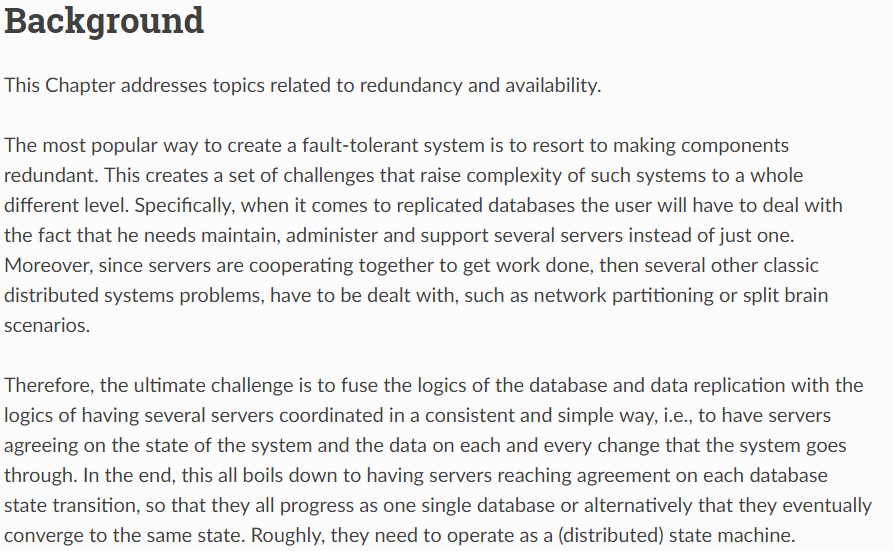 Background
This Chapter addresses topics related to redundancy and availability.
The most popular way to create a fault-tolerant system is to resort to making components
redundant. This creates a set of challenges that raise complexity of such systems to a whole
different level. Specifically, when it comes to replicated databases the user will have to deal with
the fact that he needs maintain, administer and support several servers instead of just one.
Moreover, since servers are cooperating together to get work done, then several other classic
distributed systems problems, have to be dealt with, such as network partitioning or split brain
scenarios.
Therefore, the ultimate challenge is to fuse the logics of the database and data replication with the
logics of having several servers coordinated in a consistent and simple way, i.e., to have servers
agreeing on the state of the system and the data on each and every change that the system goes
through. In the end, this all boils down to having servers reaching agreement on each database
state transition, so that they all progress as one single database or alternatively that they eventually
converge to the same state. Roughly, they need to operate as a (distributed) state machine.